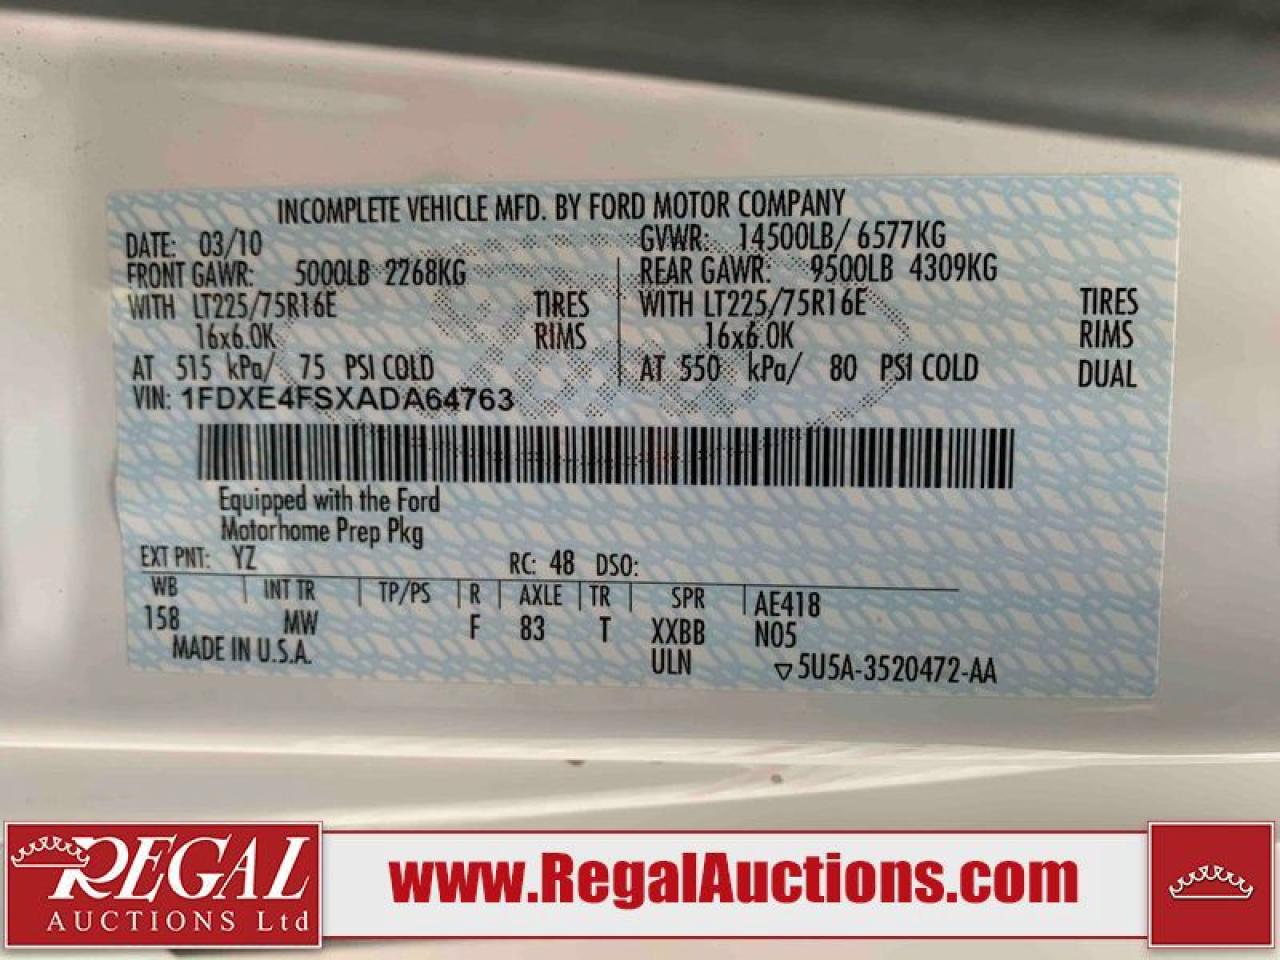 INCOMPLETE VEHICLE MFD. BY FORD MOTOR COMPANY
DATE: 03/10 GVWR: 14500LB/ 6577KG
FRONT GAWR: 5000LB 2268KG REAR GAWR: 9500LB 4309KG
WITH LT225/75R16E TIRES WITH LT225/75R16E TIRES
16x6.0K RIMS 16x6.0K RIMS
AT 515 kPa/ 75 PSI COLD AT 550 kPa/ 80 PSI COLD DUAL
VIN: 1FDXE4FSXADA64763
Equipped with the Ford
Motorhome Prep Pkg
EXT PNT: YZ RC: 48 DSO:
WB INT TR TP/PS R AXLE TR SPR AE418
158 MW F 83 T XXBB N05
MADE IN U.S.A. ULN 5U5A-3520472-AA
REGAL
AUCTIONS Ltd
www.RegalAuctions.com